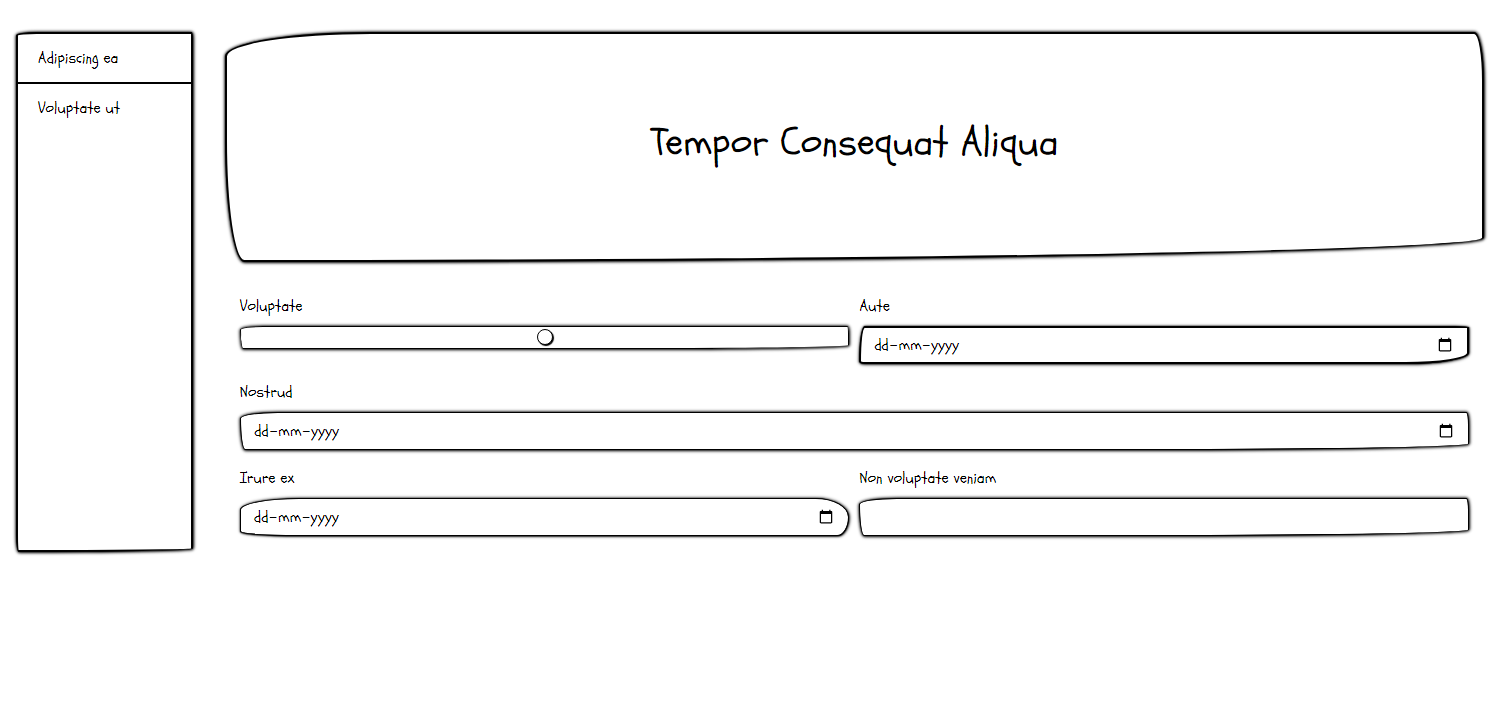 Adipiscing ea
Voluptate ut
Tempor Consequat Aliqua
Voluptate
Aute
dd-mm-yyyy
Nostrud
dd-mm-yyyy
Irure ex
dd-mm-yyyy
Non voluptate veniam